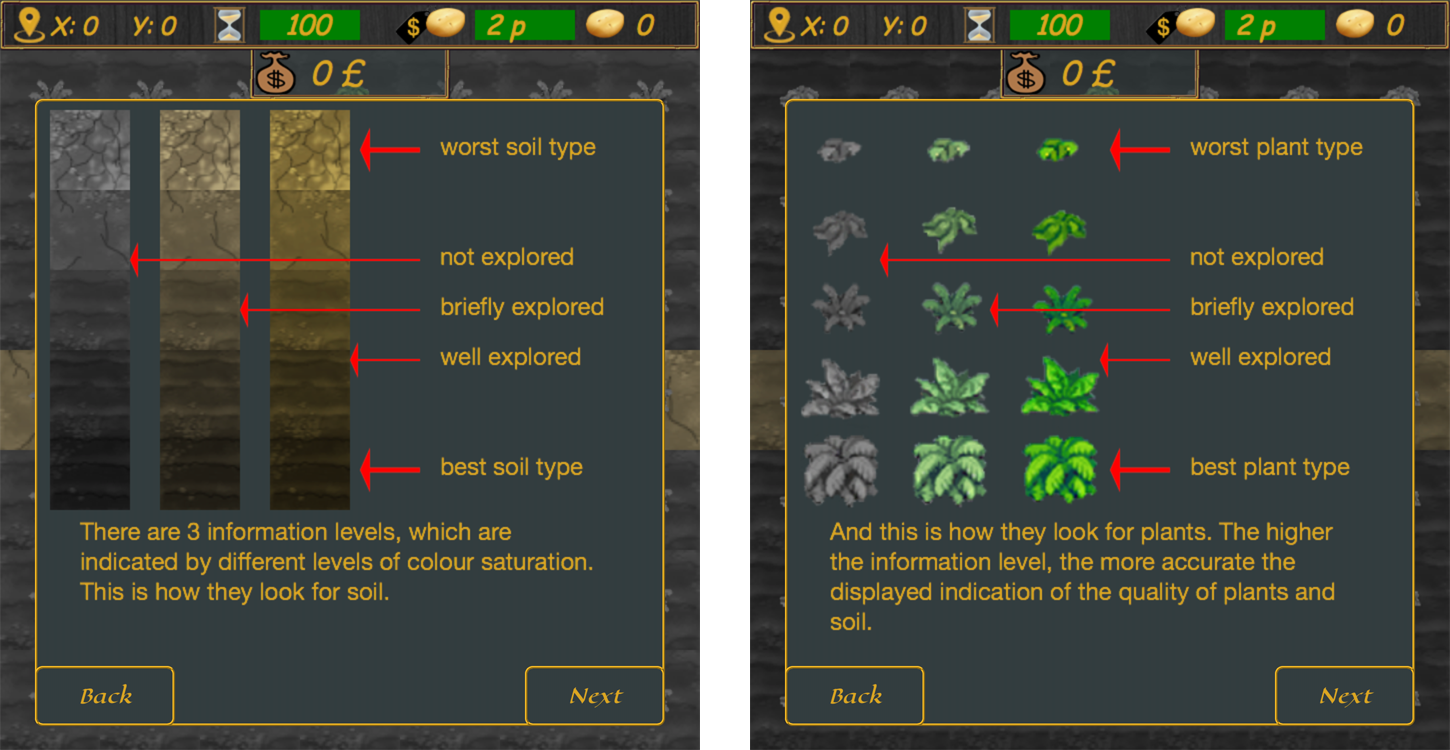 X: 0 Y: 0 100 $ 2 p 0
$ 0 £
worst soil type
not explored
briefly explored
well explored
best soil type
There are 3 information levels, which are
indicated by different levels of colour saturation.
This is how they look for soil.
Back Next
X: 0 Y: 0 100 $ 2 p 0
$ 0 £
worst plant type
not explored
briefly explored
well explored
best plant type
And this is how they look for plants. The higher
the information level, the more accurate the
displayed indication of the quality of plants and
soil.
Back Next